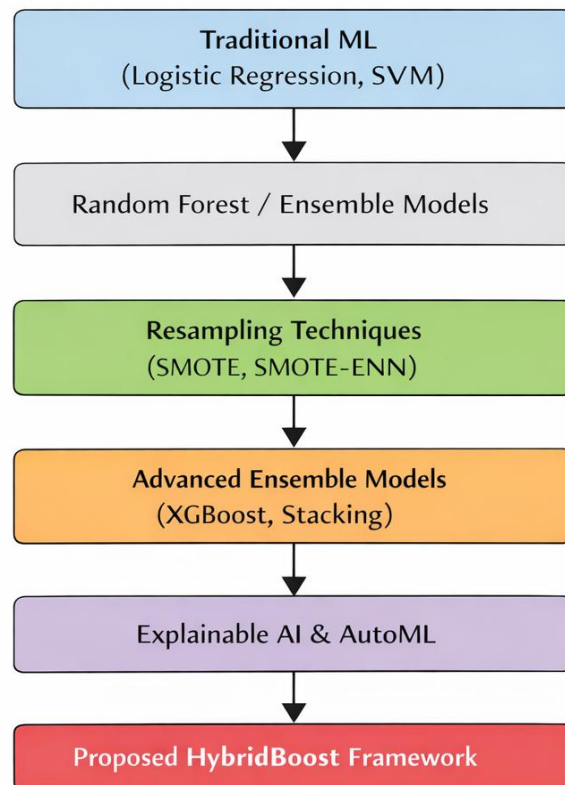 Traditional ML
(Logistic Regression, SVM)
Random Forest / Ensemble Models
Resampling Techniques
(SMOTE, SMOTE-ENN)
Advanced Ensemble Models
(XGBoost, Stacking)
Explainable AI & AutoML
Proposed HybridBoost Framework